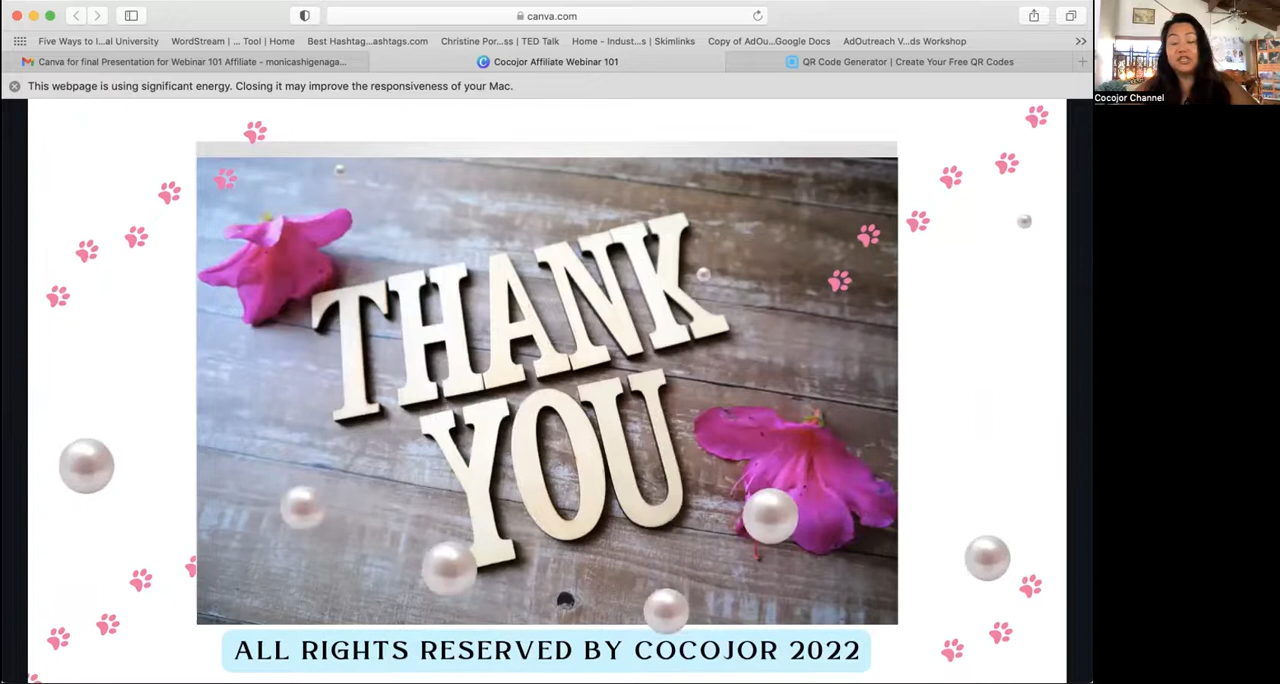 canva.com
Five Ways to I...al University
WordStream | ... Tool | Home
Best Hashtag...ashtags.com
Christine Por...ss | TED Talk
Home - Indust...s | Skimlinks
Copy of AdOu...Google Docs
AdOutreach V...ds Workshop
Canva for final Presentation for Webinar 101 Affiliate - monicashigenaga...
Cocojor Affiliate Webinar 101
QR Code Generator | Create Your Free QR Codes
This webpage is using significant energy. Closing it may improve the responsiveness of your Mac.
Cocojor Channel
THANK
YOU
ALL RIGHTS RESERVED BY COCOJOR 2022